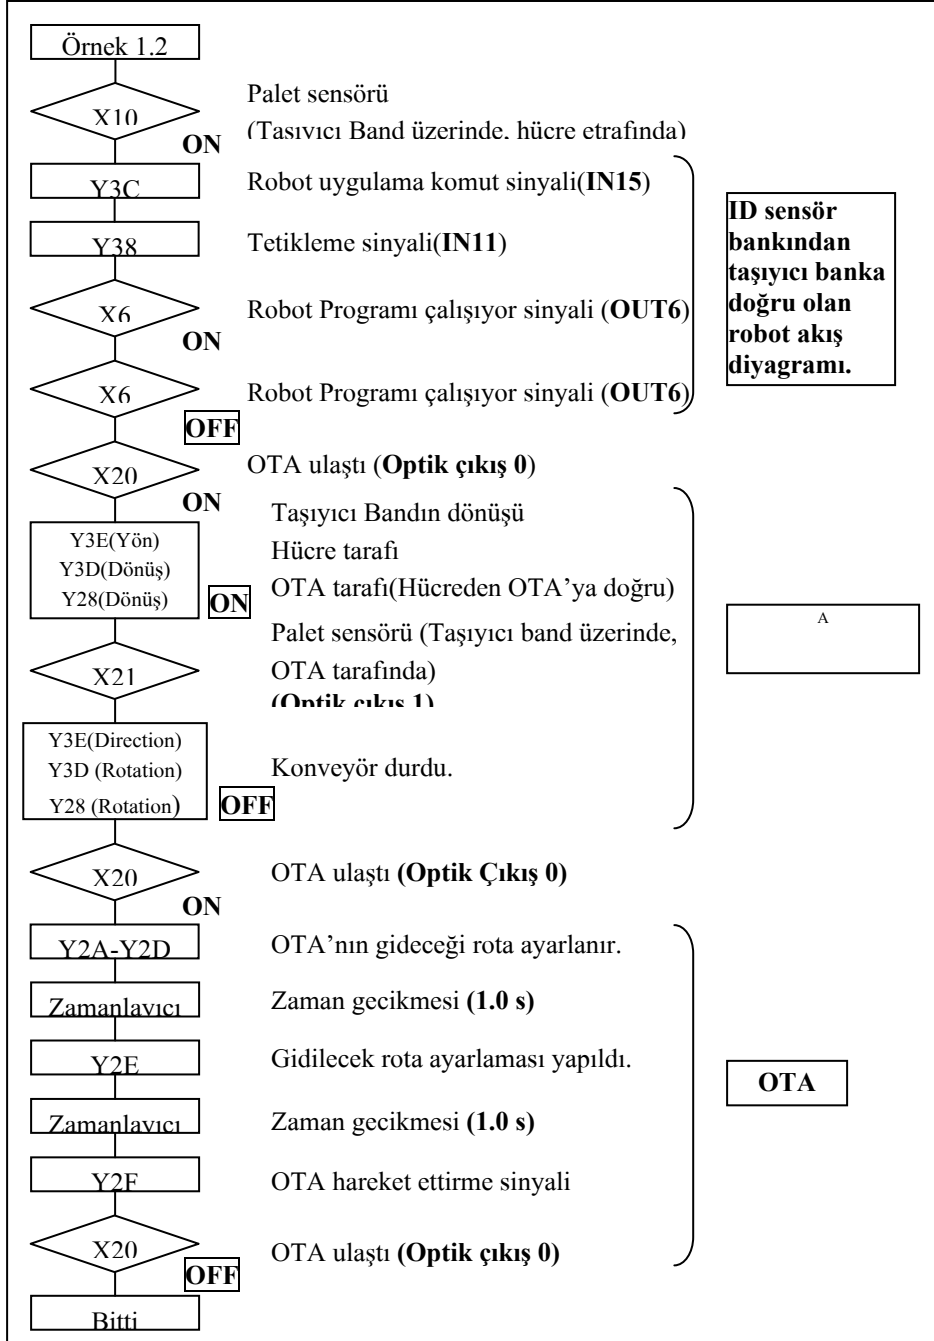 Örnek 1.2
X10
ON
Palet sensörü
(Taşıyıcı Band üzerinde, hücre etrafında)
Y3C
Robot uygulama komut sinyali(IN15)
Y38
Tetikleme sinyali(IN11)
X6
ON
Robot Programı çalışıyor sinyali (OUT6)
X6
OFF
Robot Programı çalışıyor sinyali (OUT6)
ID sensör
bankından
taşıyıcı banka
doğru olan
robot akış
diyagramı.
X20
ON
OTA ulaştı (Optik çıkış 0)
Y3E(Yön)
Y3D(Dönüş)
Y28(Dönüş)
ON
Taşıyıcı Bandın dönüşü
Hücre tarafı
OTA tarafı(Hücreden OTA’ya doğru)
X21
Palet sensörü (Taşıyıcı band üzerinde,
OTA tarafında)
(Optik çıkış 1)
A
Y3E(Direction)
Y3D (Rotation)
Y28 (Rotation)
OFF
Konveyör durdu.
X20
ON
OTA ulaştı (Optik Çıkış 0)
Y2A-Y2D
OTA’nın gideceği rota ayarlanır.
Zamanlayıcı
Zaman gecikmesi (1.0 s)
Y2E
Gidilecek rota ayarlaması yapıldı.
Zamanlayıcı
Zaman gecikmesi (1.0 s)
Y2F
OTA hareket ettirme sinyali
X20
OFF
OTA ulaştı (Optik çıkış 0)
OTA
Bitti